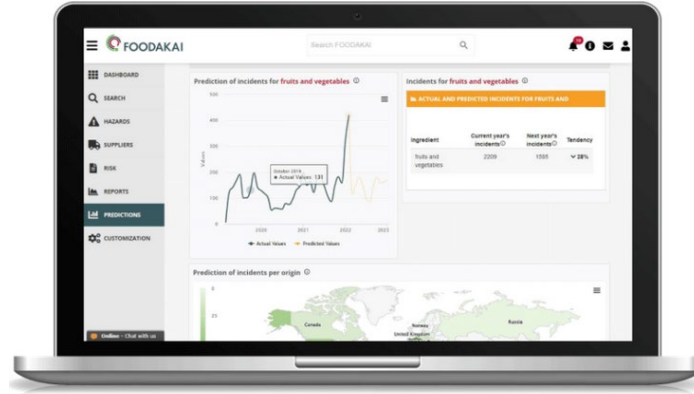 FOODAKAI
Search FOODAKAI
DASHBOARD
SEARCH
HAZARDS
SUPPLIERS
RISK
REPORTS
PREDICTIONS
CUSTOMIZATION
Online - Chat with us
Prediction of incidents for fruits and vegetables
500
400
300
200
100
0
Values
October 2019
Actual Values 131
2020 2021 2022 2023
Actual Values Predicted Values
Incidents for fruits and vegetables
ACTUAL AND PREDICTED INCIDENTS FOR FRUITS AND
Ingredient Current year's incidents Next year's incidents Tendency
fruits and vegetables 2209 28%
Prediction of incidents per origin
0
25
Canada
Norway
United Kingdom
Russia